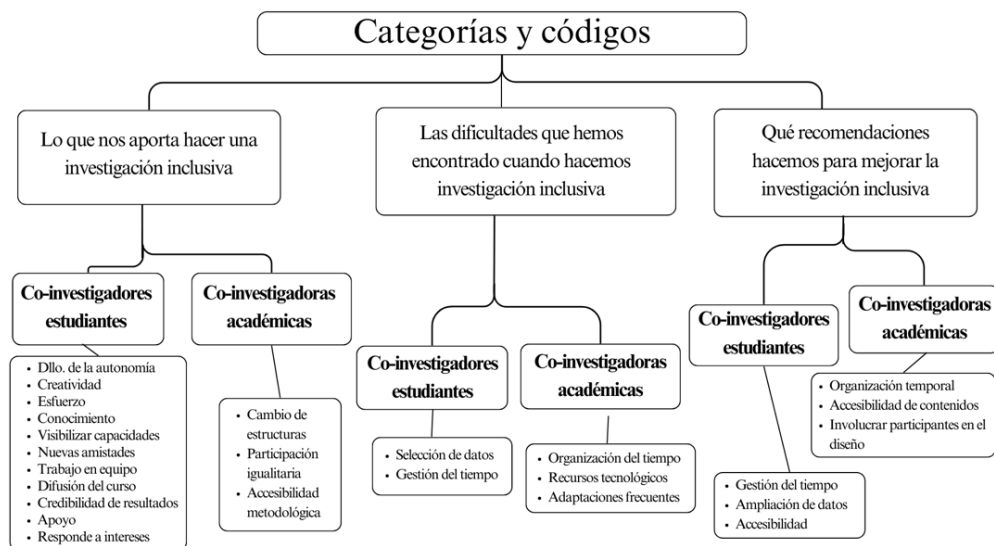 Categorías y códigos
Lo que nos aporta hacer una
investigación inclusiva
Co-investigadores
estudiantes
• Dllo. de la autonomía
• Creatividad
• Esfuerzo
• Conocimiento
• Visibilizar capacidades
• Nuevas amistades
• Trabajo en equipo
• Difusión del curso
• Credibilidad de resultados
• Apoyo
• Responde a intereses
Co-investigadoras
académicas
• Cambio de
estructuras
• Participación
igualitaria
• Accesibilidad
metodológica
Las dificultades que hemos
encontrado cuando hacemos
investigación inclusiva
Co-investigadores
estudiantes
• Selección de datos
• Gestión del tiempo
Co-investigadoras
académicas
• Organización del tiempo
• Recursos tecnológicos
• Adaptaciones frecuentes
Qué recomendaciones
hacemos para mejorar la
investigación inclusiva
Co-investigadores
estudiantes
• Gestión del tiempo
• Ampliación de datos
• Accesibilidad
Co-investigadoras
académicas
• Organización temporal
• Accesibilidad de contenidos
• Involucrar participantes en el
diseño